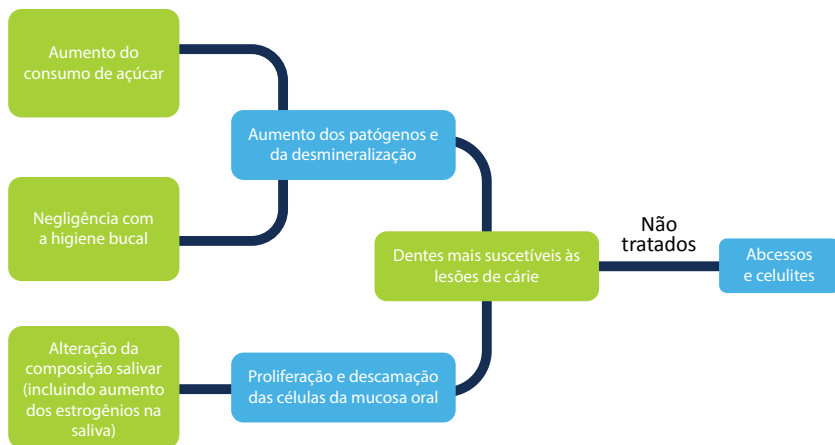 Aumento do
consumo de açúcar
Aumento dos patógenos e
da desmineralização
Negligência com
a higiene bucal
Não
tratados
Dentes mais suscetíveis às
lesões de cárie
Abcessos
e celulites
Alteração da
composição salivar
(incluindo aumento
dos estrogênios na
saliva)
Proliferação e descamação
das células da mucosa oral